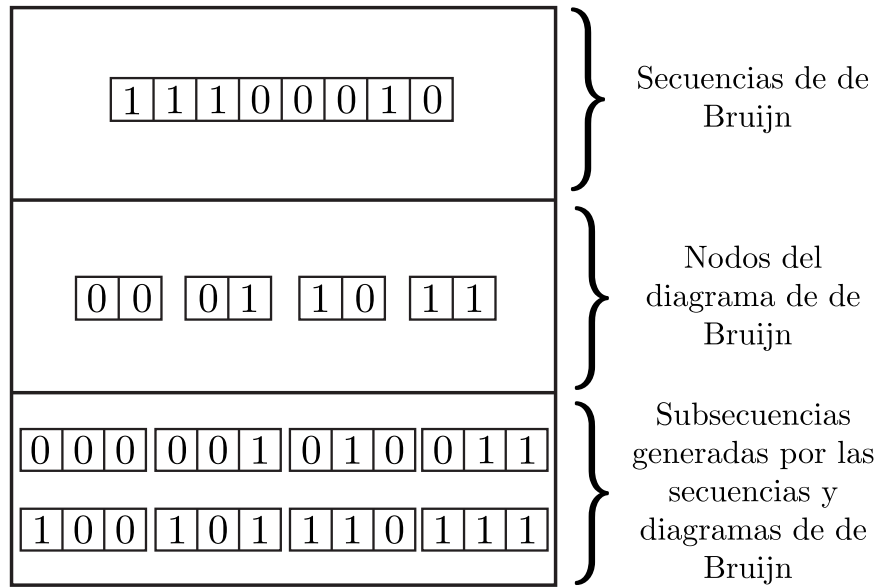 1 1 1 0 0 0 1 0
Secuencias de de
Bruijn
0 0 0 1 1 0 1 1
Nodos del
diagrama de de
Bruijn
0 0 0 0 0 1 0 1 0 0 1 1
1 0 0 1 0 1 1 1 0 1 1 1
Subsecuencias
generadas por las
secuencias y
diagramas de de
Bruijn